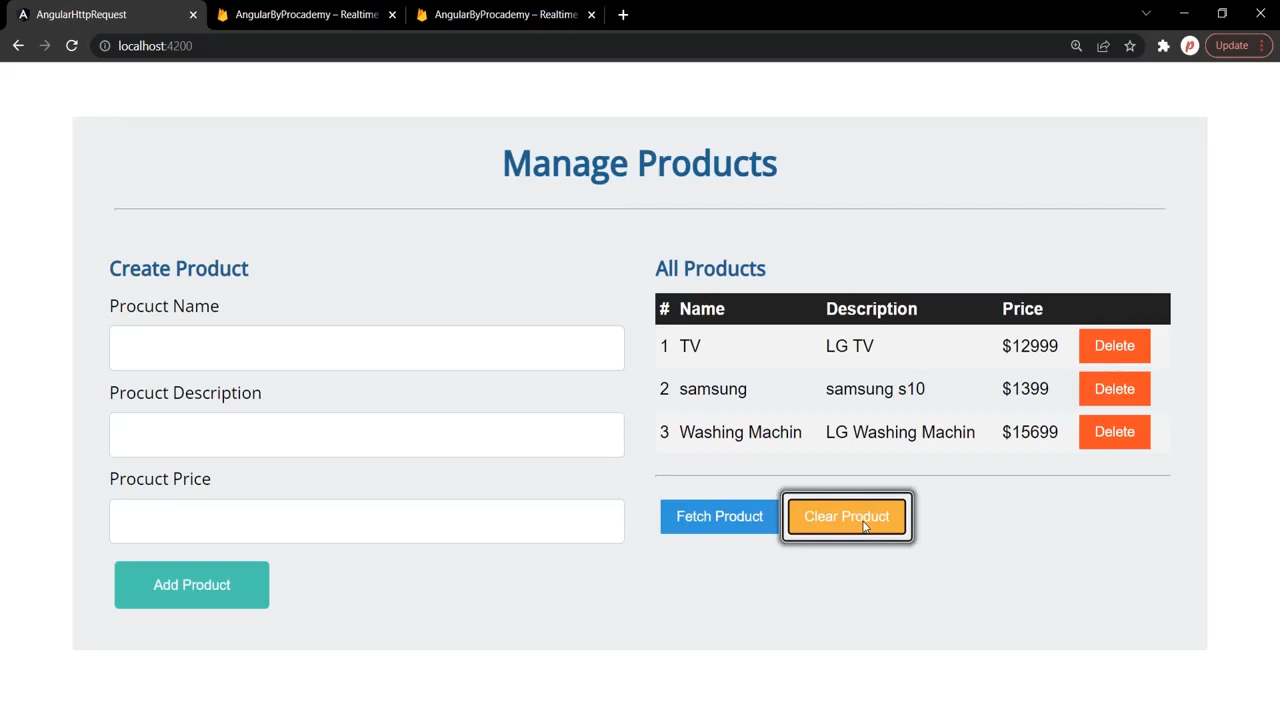 AngularHttpRequest
AngularByProcademy – Realtime
AngularByProcademy – Realtime
localhost:4200
Update
Manage Products
Create Product
Procuct Name
Procuct Description
Procuct Price
Add Product
All Products
# Name Description Price
1 TV LG TV $12999 Delete
2 samsung samsung s10 $1399 Delete
3 Washing Machin LG Washing Machin $15699 Delete
Fetch Product Clear Product